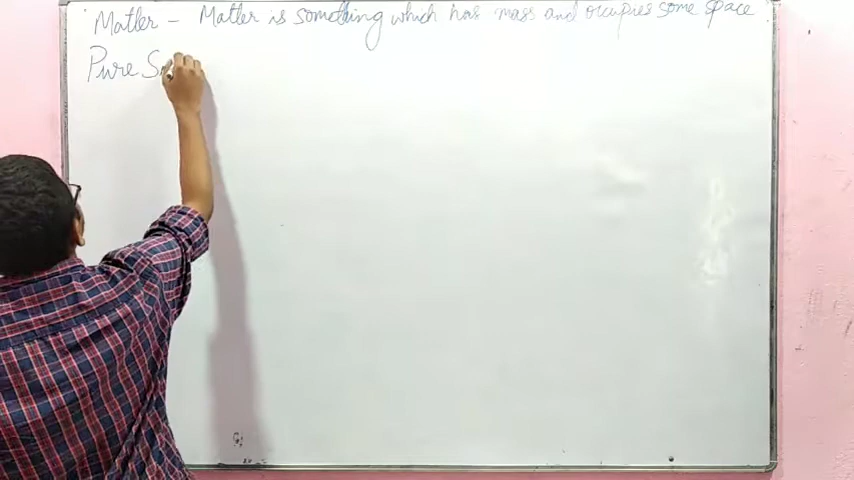 Matter - Matter is something which has mass and occupies some space
Pure S